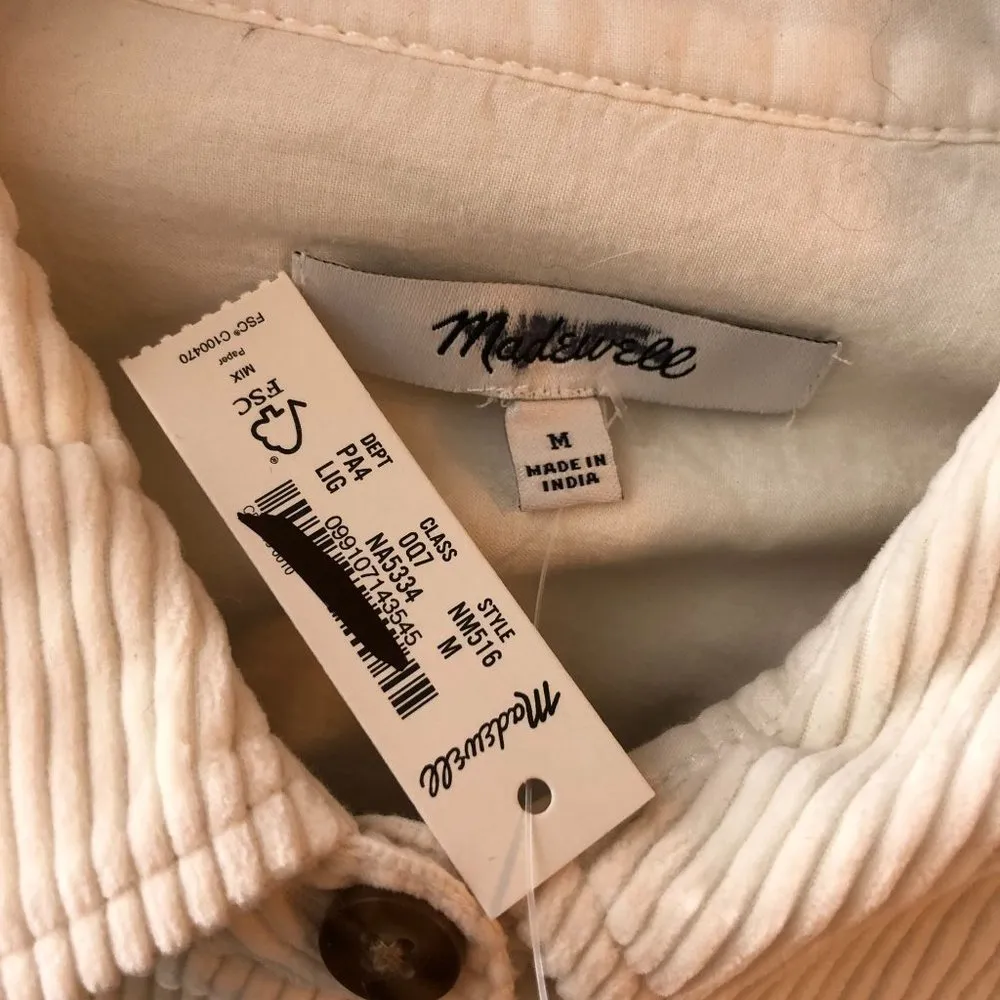 Madewell
M
MADE IN
INDIA
FSC® C100470
Paper
MIX
FSC
®
DEPT CLASS STYLE
PA4 0Q7 NM516
LIG NA5334 M
099107143545
Madewell